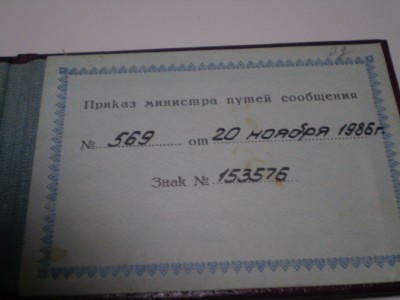 Приказ министра путей сообщения
№ 569 от 20 ноября 1986г.
Знак № 153576